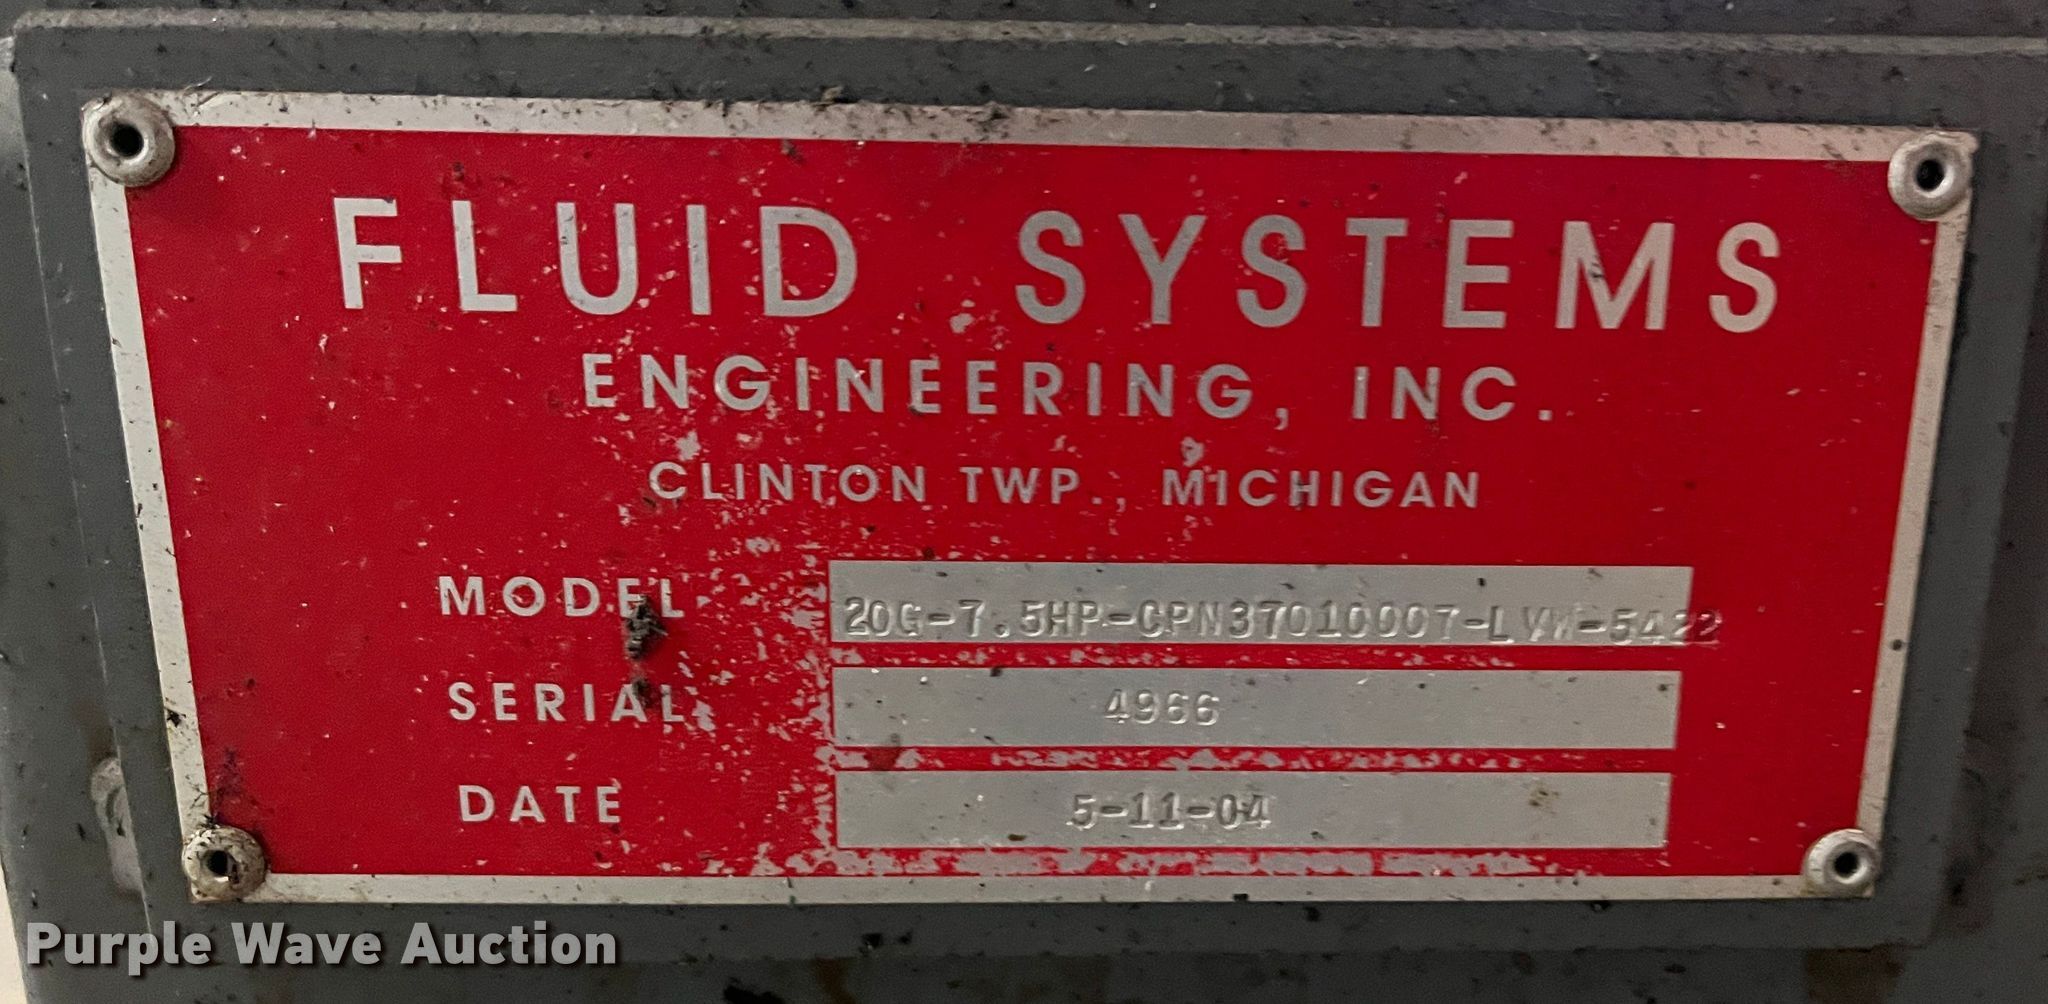 FLUID SYSTEMS
ENGINEERING, INC.
CLINTON TWP., MICHIGAN
MODEL 20G-7.5HP-CPN37010007-LVW-5422
SERIAL 4966
DATE 5-11-04
Purple Wave Auction